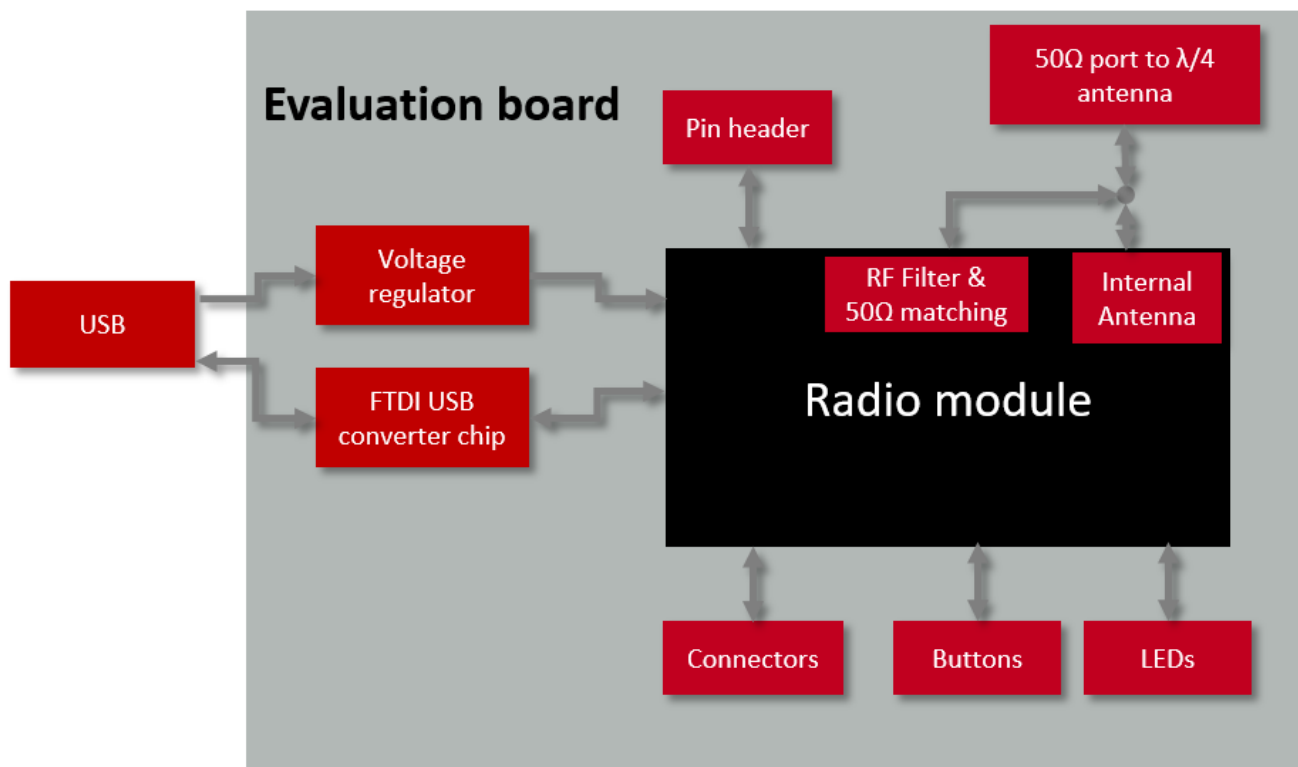 Evaluation board
50Ω port to λ/4
antenna
Pin header
Voltage
regulator
RF Filter &
50Ω matching
Internal
Antenna
USB
FTDI USB
converter chip
Radio module
Connectors
Buttons
LEDs